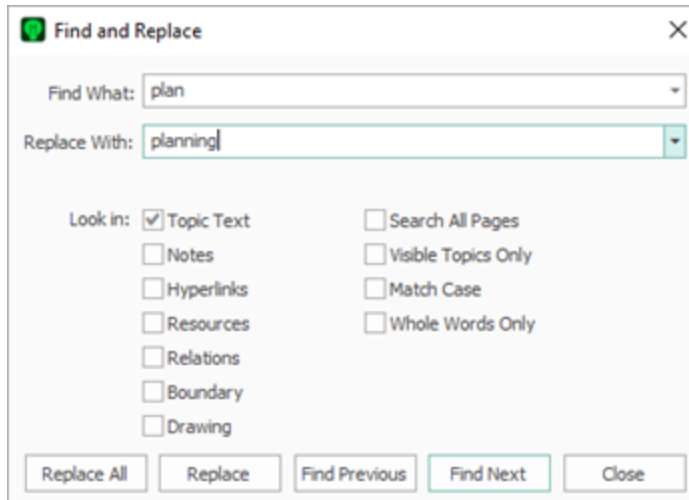 Find and Replace
Find What: plan
Replace With: planning
Look in: Topic Text Search All Pages
Notes Visible Topics Only
Hyperlinks Match Case
Resources Whole Words Only
Relations
Boundary
Drawing
Replace All Replace Find Previous Find Next Close